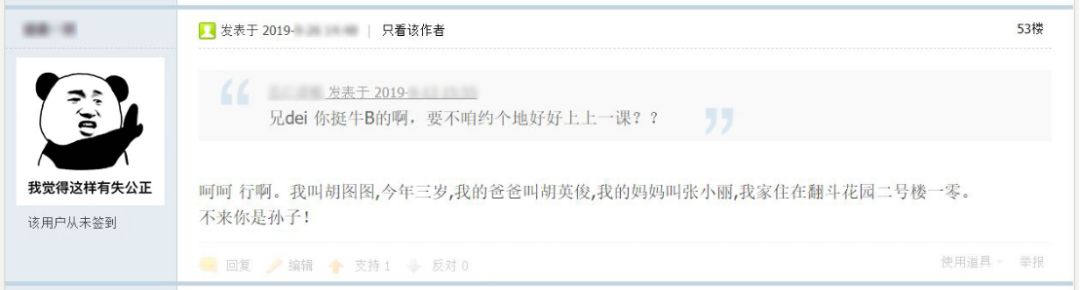 发表于 2019-
只看该作者
53楼
发表于 2019-
兄dei 你挺牛B的啊，要不咱约个地好好上上一课？？
我觉得这样有失公正
该用户从未签到
呵呵 行啊。我叫胡图图,今年三岁,我的爸爸叫胡英俊,我的妈妈叫张小丽,我家住在翻斗花园二号楼一零。
不来你是孙子！
回复 编辑 支持 1 反对 0
使用道具 举报